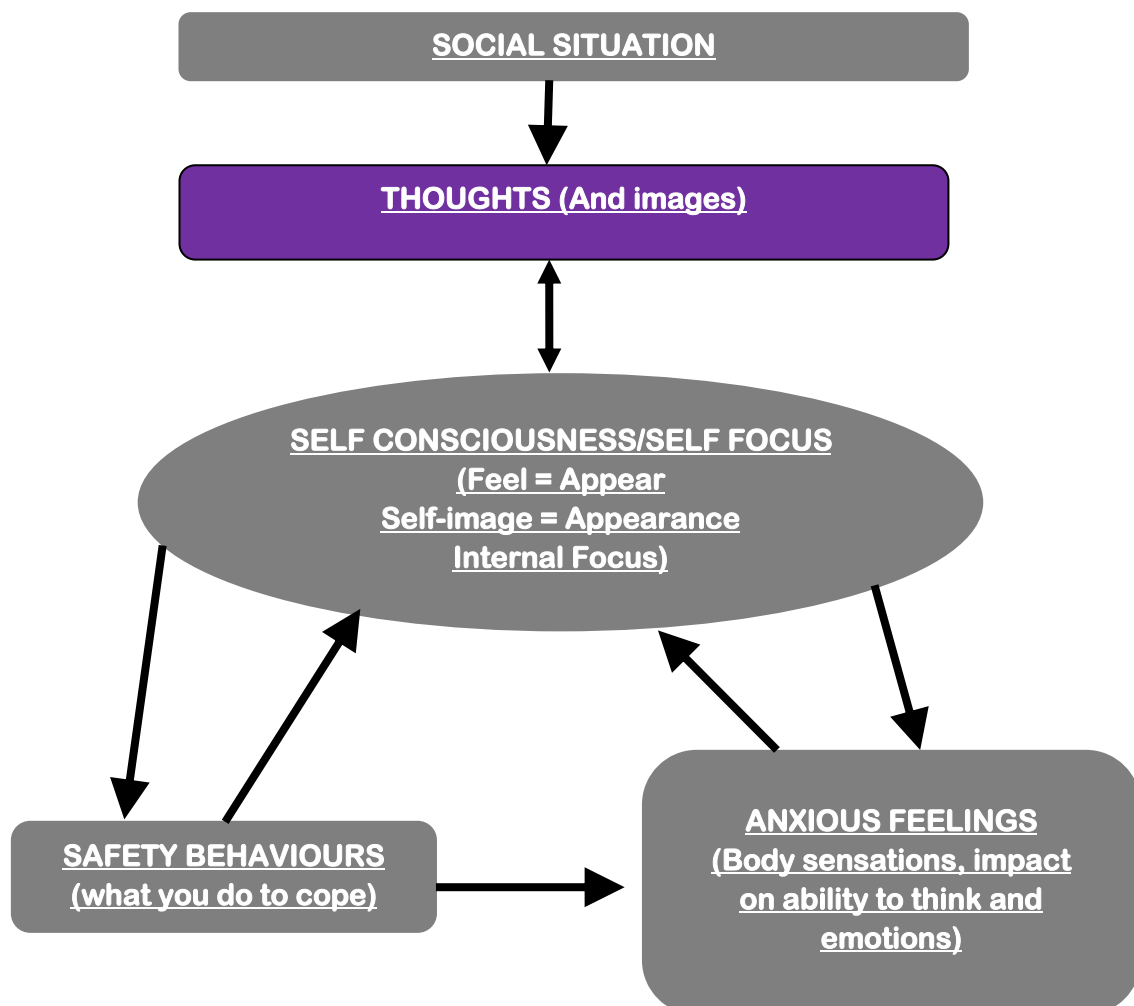 SOCIAL SITUATION
THOUGHTS (And images)
SELF CONSCIOUSNESS/SELF FOCUS
(Feel = Appear
Self-image = Appearance
Internal Focus)
SAFETY BEHAVIOURS
(what you do to cope)
ANXIOUS FEELINGS
(Body sensations, impact
on ability to think and
emotions)